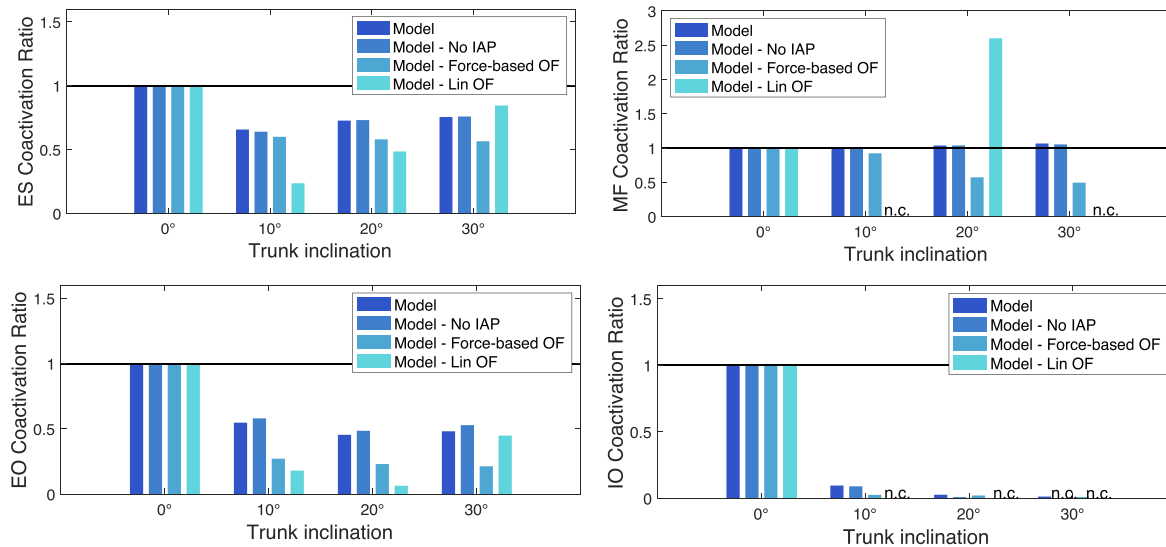 ES Coactivation Ratio
1.5
1
0.5
0
Model
Model - No IAP
Model - Force-based OF
Model - Lin OF
0° 10° 20° 30°
Trunk inclination
MF Coactivation Ratio
3
2.5
2
1.5
1
0.5
0
Model
Model - No IAP
Model - Force-based OF
Model - Lin OF
n.c. n.c.
0° 10° 20° 30°
Trunk inclination
EO Coactivation Ratio
1.5
1
0.5
0
Model
Model - No IAP
Model - Force-based OF
Model - Lin OF
0° 10° 20° 30°
Trunk inclination
IO Coactivation Ratio
1.5
1
0.5
0
Model
Model - No IAP
Model - Force-based OF
Model - Lin OF
n.c. n.c. n.c. n.c.
0° 10° 20° 30°
Trunk inclination